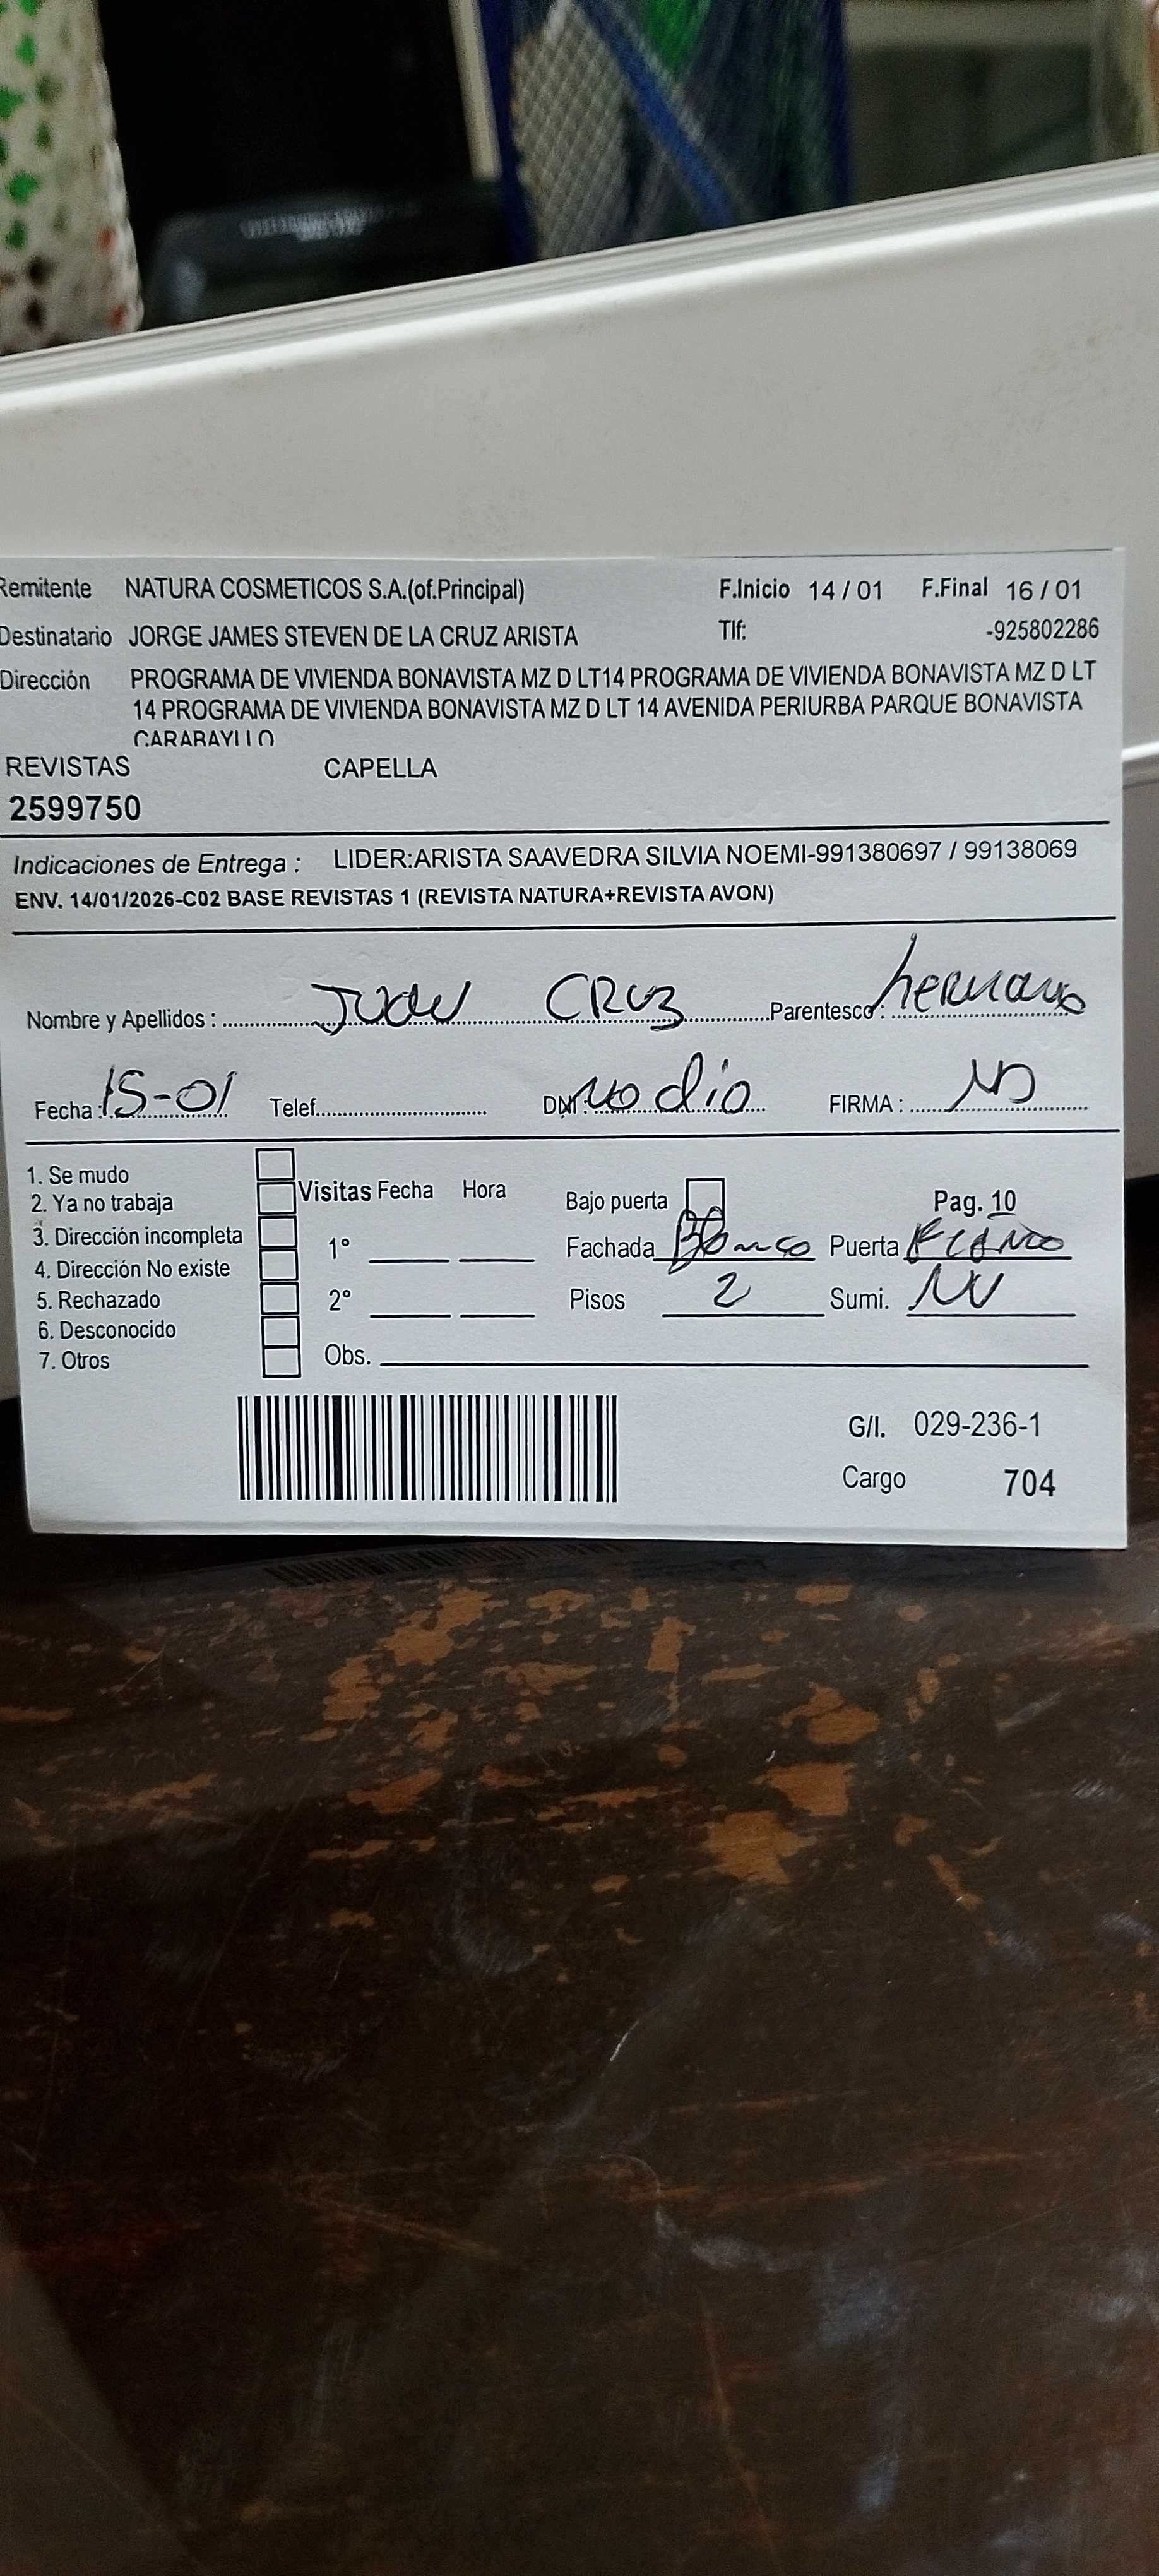 Remitente NATURA COSMETICOS S.A.(of.Principal) F.Inicio 14 / 01 F.Final 16 / 01
Destinatario JORGE JAMES STEVEN DE LA CRUZ ARISTA Tlf: -925802286
Dirección PROGRAMA DE VIVIENDA BONAVISTA MZ D LT14 PROGRAMA DE VIVIENDA BONAVISTA MZ D LT
14 PROGRAMA DE VIVIENDA BONAVISTA MZ D LT 14 AVENIDA PERIURBA PARQUE BONAVISTA
CARABAYLLO
REVISTAS CAPELLA
2599750
Indicaciones de Entrega : LIDER:ARISTA SAAVEDRA SILVIA NOEMI-991380697 / 99138069
ENV. 14/01/2026-C02 BASE REVISTAS 1 (REVISTA NATURA+REVISTA AVON)
Nombre y Apellidos : Juan CRuz Parentesco : hermano
Fecha : 15-01 Telef. DNI : no dio FIRMA :
1. Se mudo
2. Ya no trabaja Visitas Fecha Hora Bajo puerta Pag. 10
3. Dirección incompleta 1° Fachada Blanco Puerta Blanco
4. Dirección No existe
5. Rechazado 2° Pisos 2 Sumi.
6. Desconocido
7. Otros Obs.
G/I. 029-236-1
Cargo 704